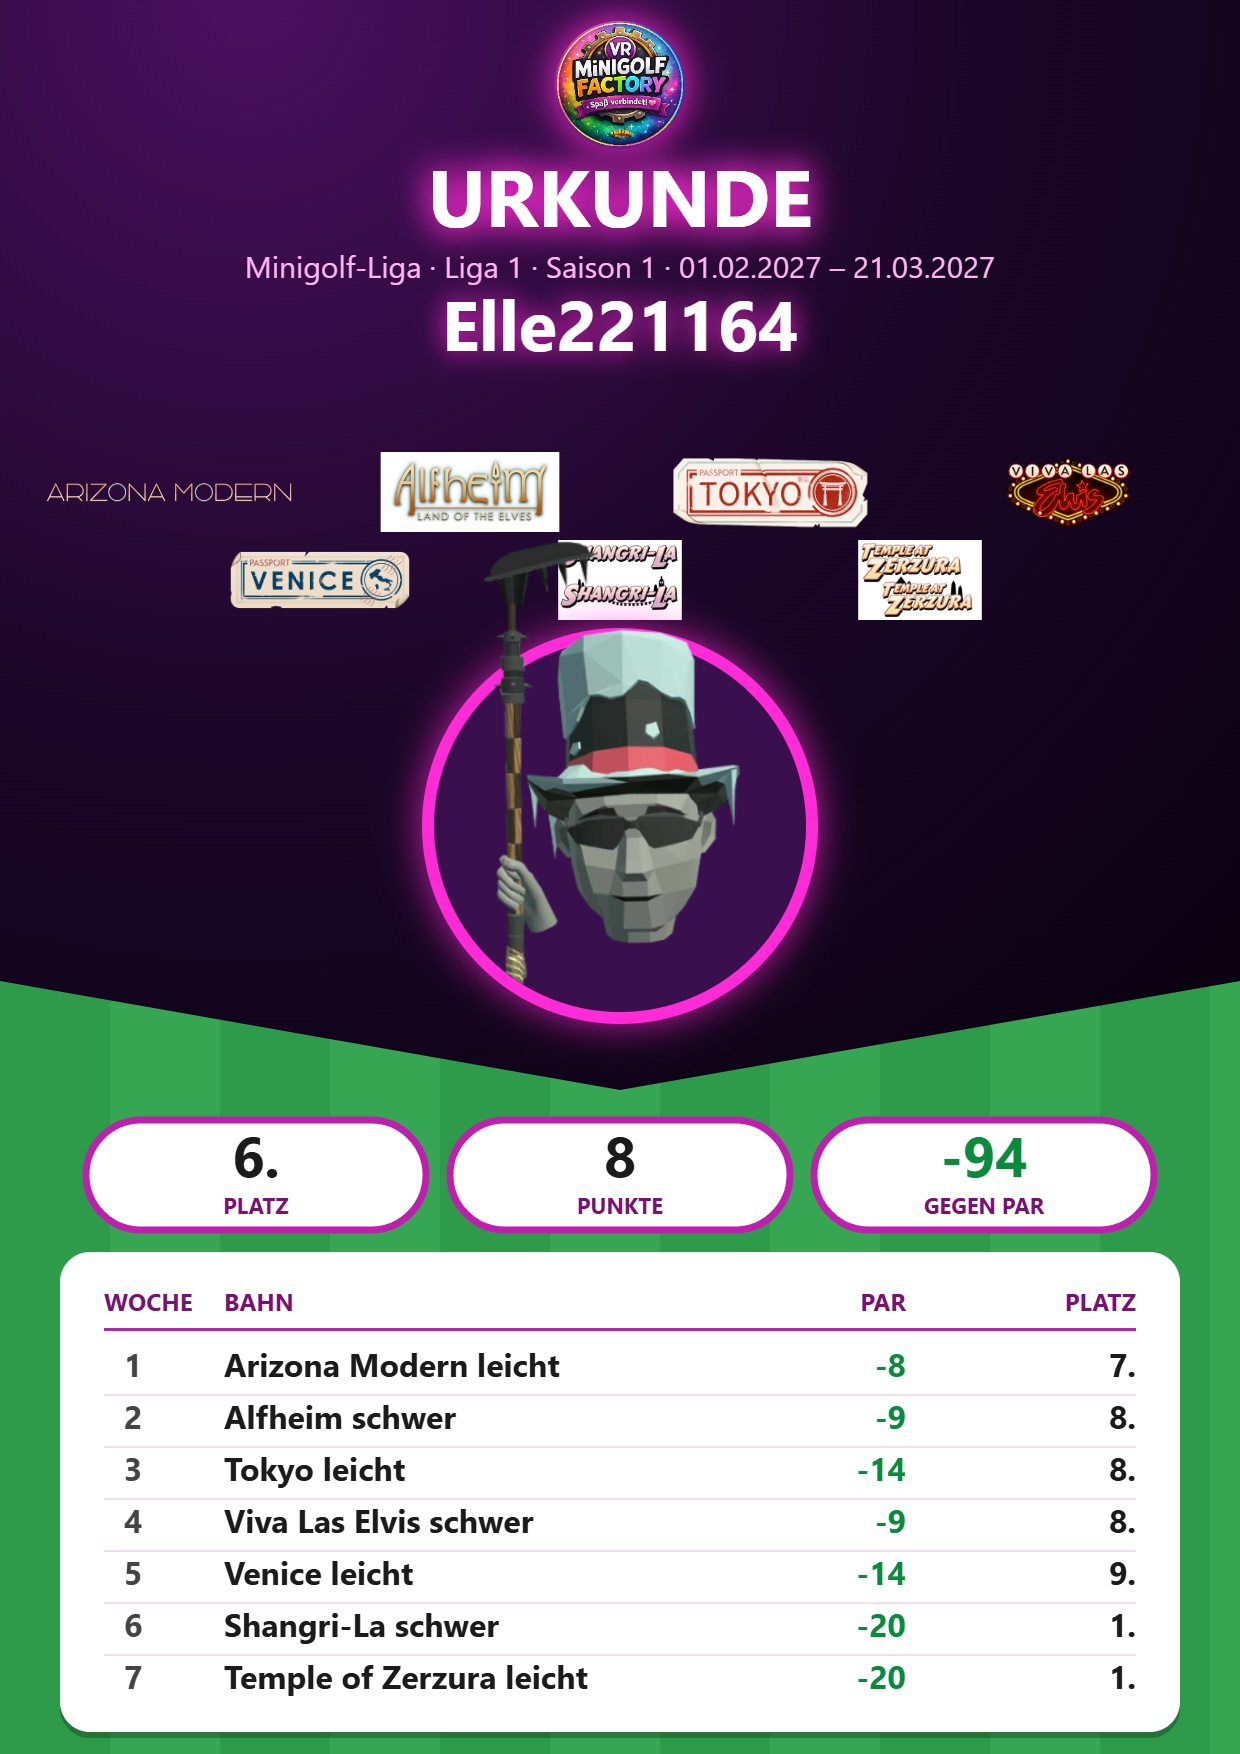 VR
MiNiGOLF
FACTORY
Spaß verbindet!
URKUNDE
Minigolf-Liga · Liga 1 · Saison 1 · 01.02.2027 – 21.03.2027
Elle221164
ARIZONA MODERN
Alfheim
LAND OF THE ELVES
PASSPORT
TOKYO
VIVA LAS
Elvis
PASSPORT
VENICE
SHANGRI-LA
SHANGRI-LA
TEMPLE AT
ZERZURA
TEMPLE AT
ZERZURA
6.
PLATZ
8
PUNKTE
-94
GEGEN PAR
WOCHE BAHN PAR PLATZ
1 Arizona Modern leicht -8 7.
2 Alfheim schwer -9 8.
3 Tokyo leicht -14 8.
4 Viva Las Elvis schwer -9 8.
5 Venice leicht -14 9.
6 Shangri-La schwer -20 1.
7 Temple of Zerzura leicht -20 1.